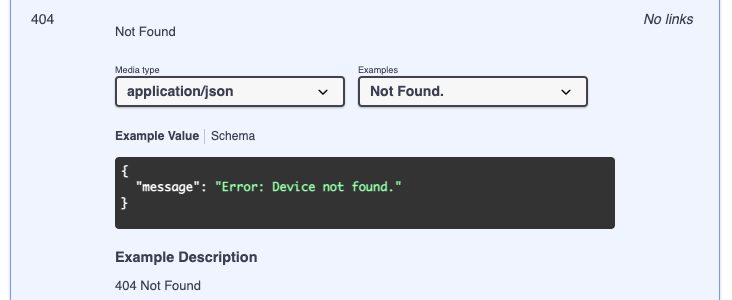 404 No links
Not Found
Media type Examples
application/json Not Found.
Example Value Schema
{
"message": "Error: Device not found."
}
Example Description
404 Not Found